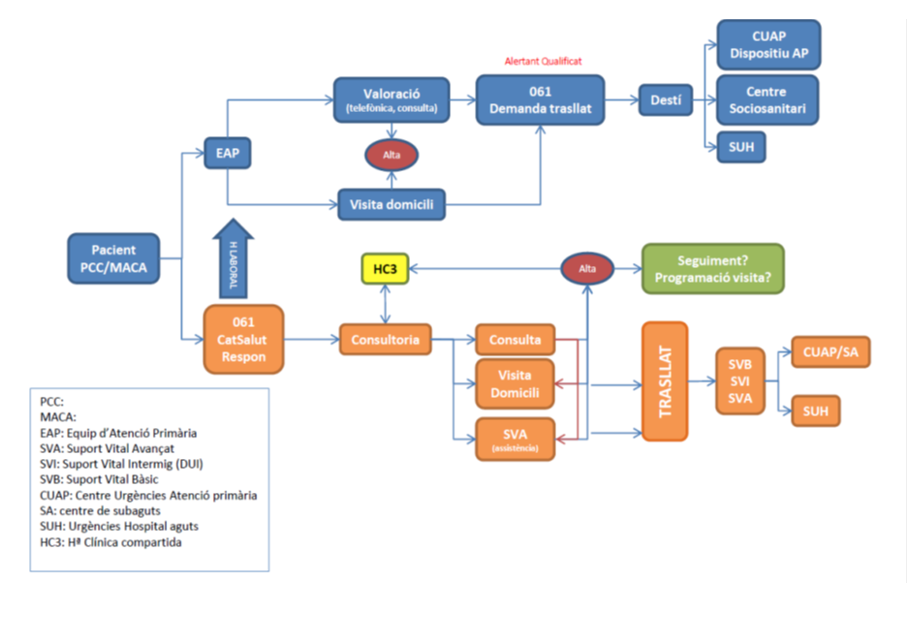 CUAP
Dispositiu AP
Alertant Qualificat
Valoració
(telefònica, consulta)
061
Demanda trasllat
Destí
Centre
Sociosanitari
EAP
Alta
SUH
Visita domicili
Pacient
PCC/MACA
H LABORAL
HC3
Alta
Seguiment?
Programació visita?
061
CatSalut
Respon
Consultoria
Consulta
Visita
Domicili
SVA
(assistència)
TRASLLAT
SVB
SVI
SVA
CUAP/SA
SUH
PCC:
MACA:
EAP: Equip d'Atenció Primària
SVA: Suport Vital Avançat
SVI: Suport Vital Intermig (DUI)
SVB: Suport Vital Bàsic
CUAP: Centre Urgències Atenció primària
SA: centre de subaguts
SUH: Urgències Hospital aguts
HC3: Hª Clínica compartida